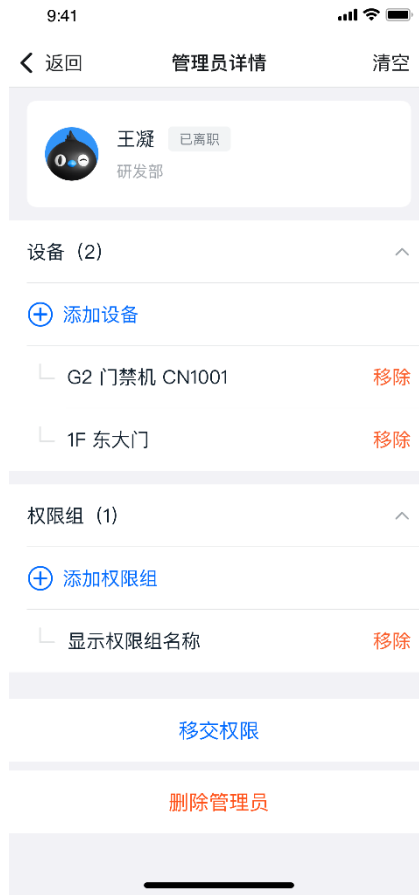 9:41
返回 管理员详情 清空
王凝 已离职
研发部
设备（2）
添加设备
G2 门禁机 CN1001 移除
1F 东大门 移除
权限组（1）
添加权限组
显示权限组名称 移除
移交权限
删除管理员